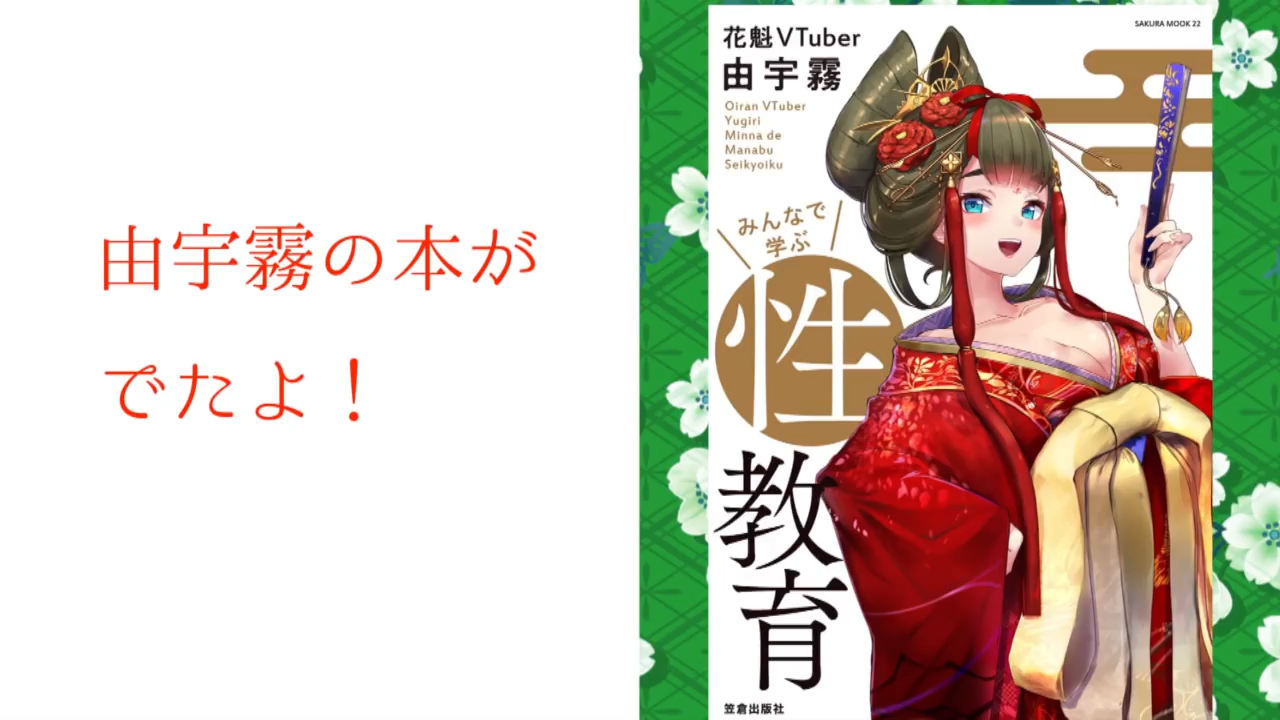 由宇霧の本が
でたよ！
SAKURA MOOK 22
花魁VTuber
由宇霧
Oiran VTuber
Yugiri
Minna de
Manabu
Seikyoiku
みんなで
学ぶ
性
教
育
笠倉出版社